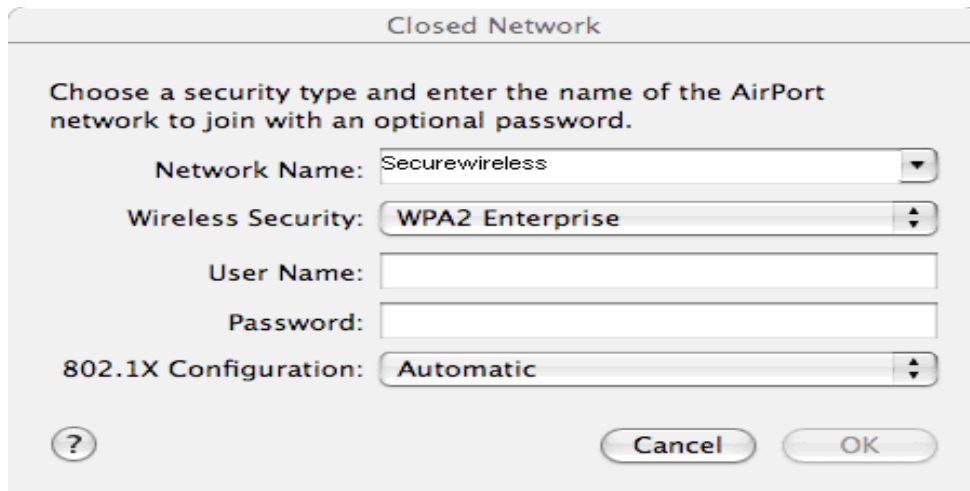 Closed Network
Choose a security type and enter the name of the AirPort
network to join with an optional password.
Network Name: Securewireless
Wireless Security: WPA2 Enterprise
User Name:
Password:
802.1X Configuration: Automatic
? Cancel OK